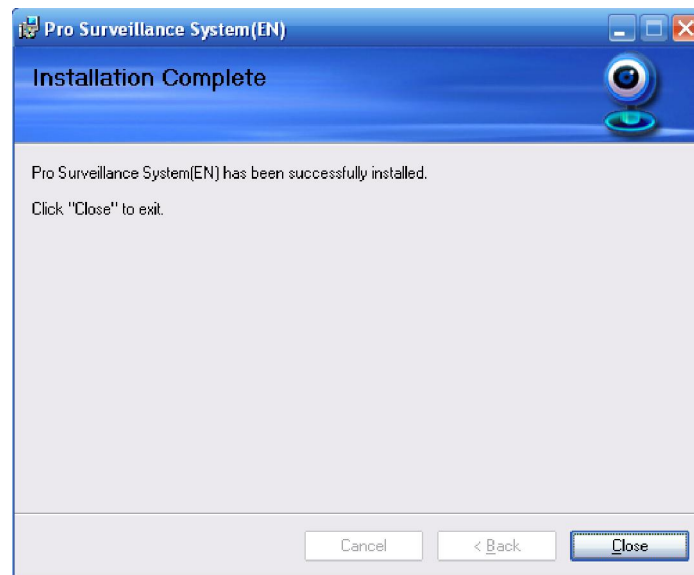 Pro Surveillance System(EN)
Installation Complete
Pro Surveillance System(EN) has been successfully installed.
Click "Close" to exit.
Cancel
< Back
Close